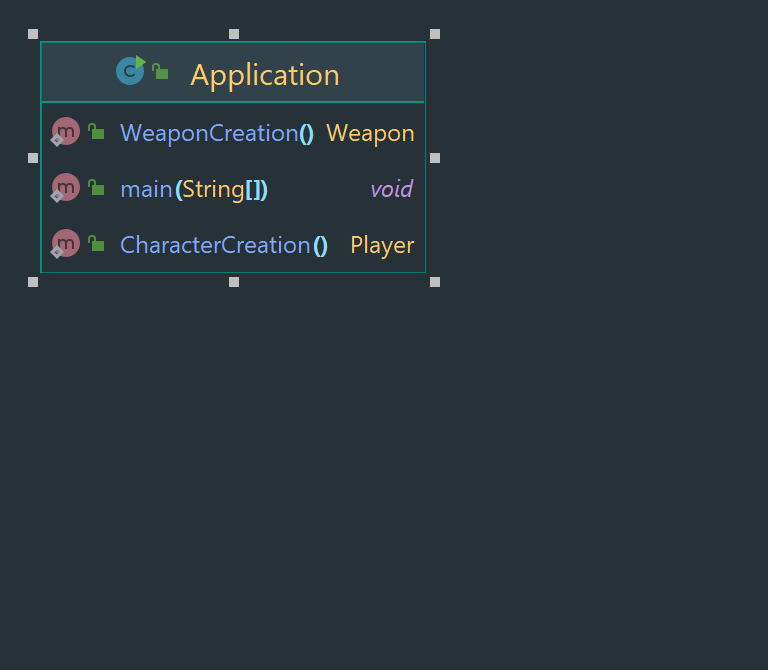 Application
WeaponCreation() Weapon
main(String[]) void
CharacterCreation() Player